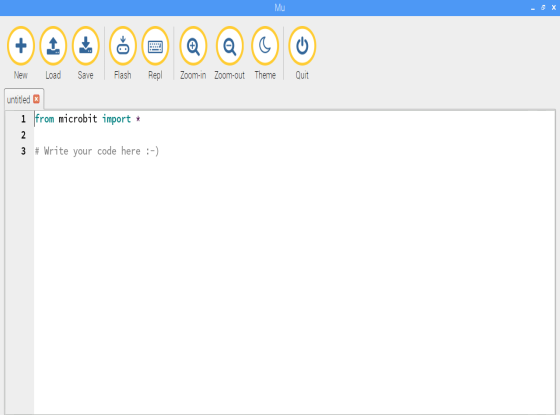 Mu
New Load Save Flash Repl Zoom-in Zoom-out Theme Quit
untitled
1 from microbit import *
2
3 # Write your code here :-)